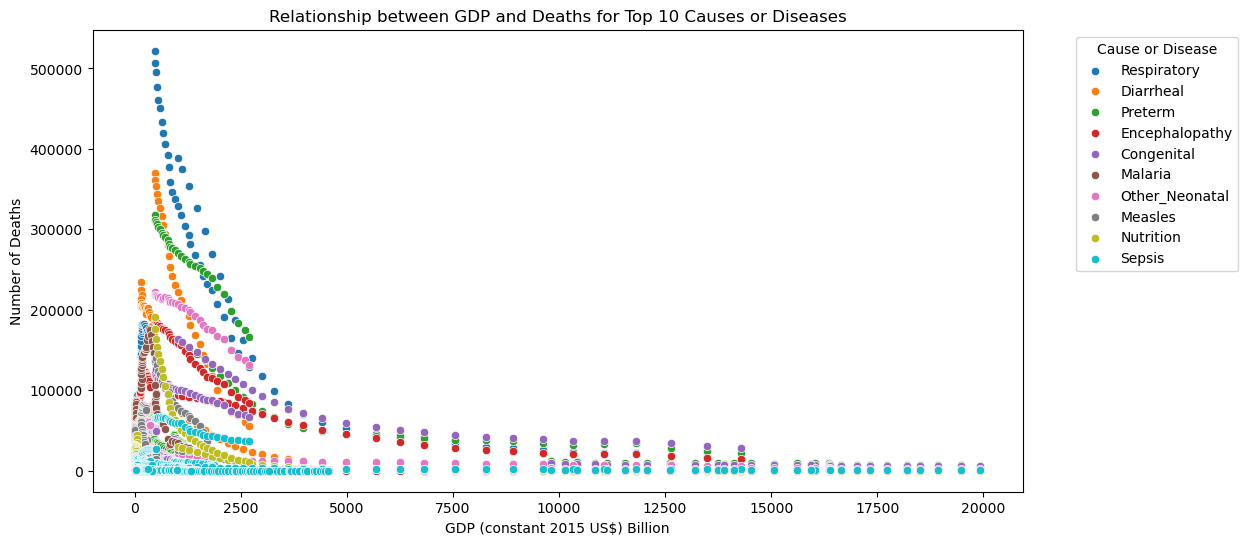 Relationship between GDP and Deaths for Top 10 Causes or Diseases
Number of Deaths
500000
400000
300000
200000
100000
0
0 2500 5000 7500 10000 12500 15000 17500 20000
GDP (constant 2015 US$) Billion
Cause or Disease
Respiratory
Diarrheal
Preterm
Encephalopathy
Congenital
Malaria
Other_Neonatal
Measles
Nutrition
Sepsis